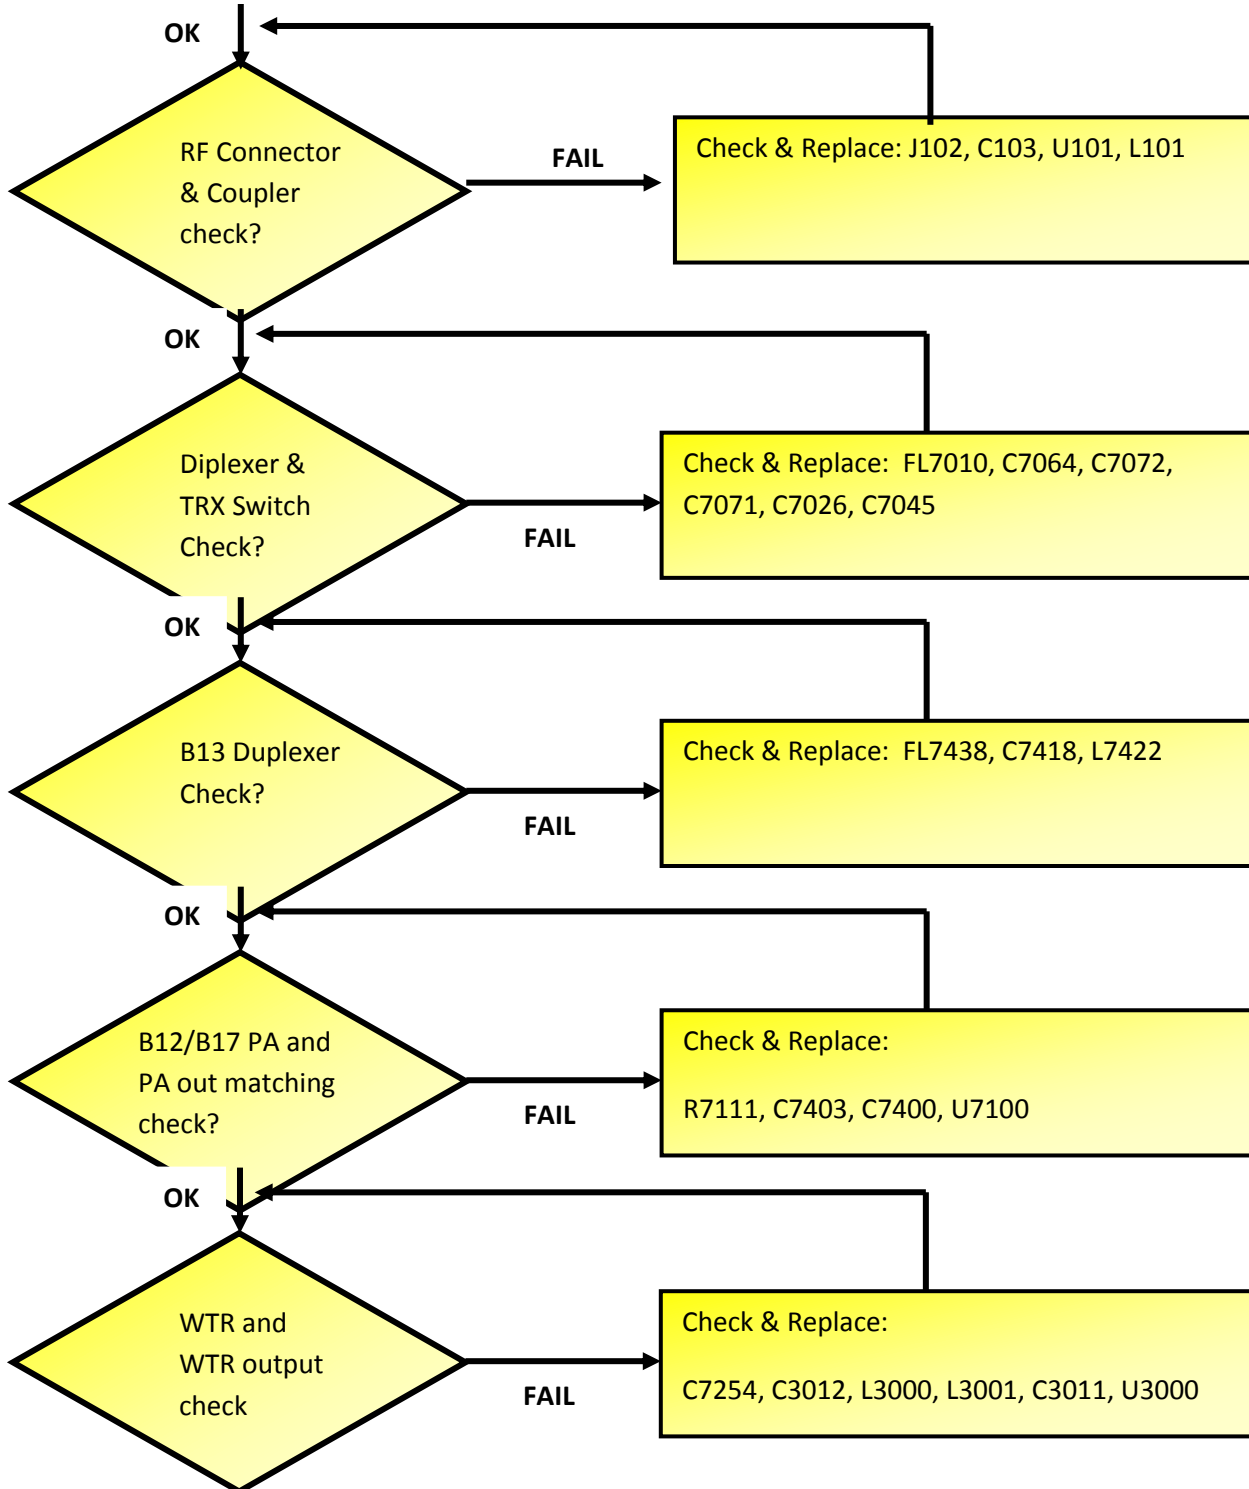 OK
RF Connector
& Coupler
check?
FAIL
Check & Replace: J102, C103, U101, L101
OK
Diplexer &
TRX Switch
Check?
FAIL
Check & Replace:  FL7010, C7064, C7072,
C7071, C7026, C7045
OK
B13 Duplexer
Check?
FAIL
Check & Replace:  FL7438, C7418, L7422
OK
B12/B17 PA and
PA out matching
check?
FAIL
Check & Replace:
R7111, C7403, C7400, U7100
OK
WTR and
WTR output
check
FAIL
Check & Replace:
C7254, C3012, L3000, L3001, C3011, U3000